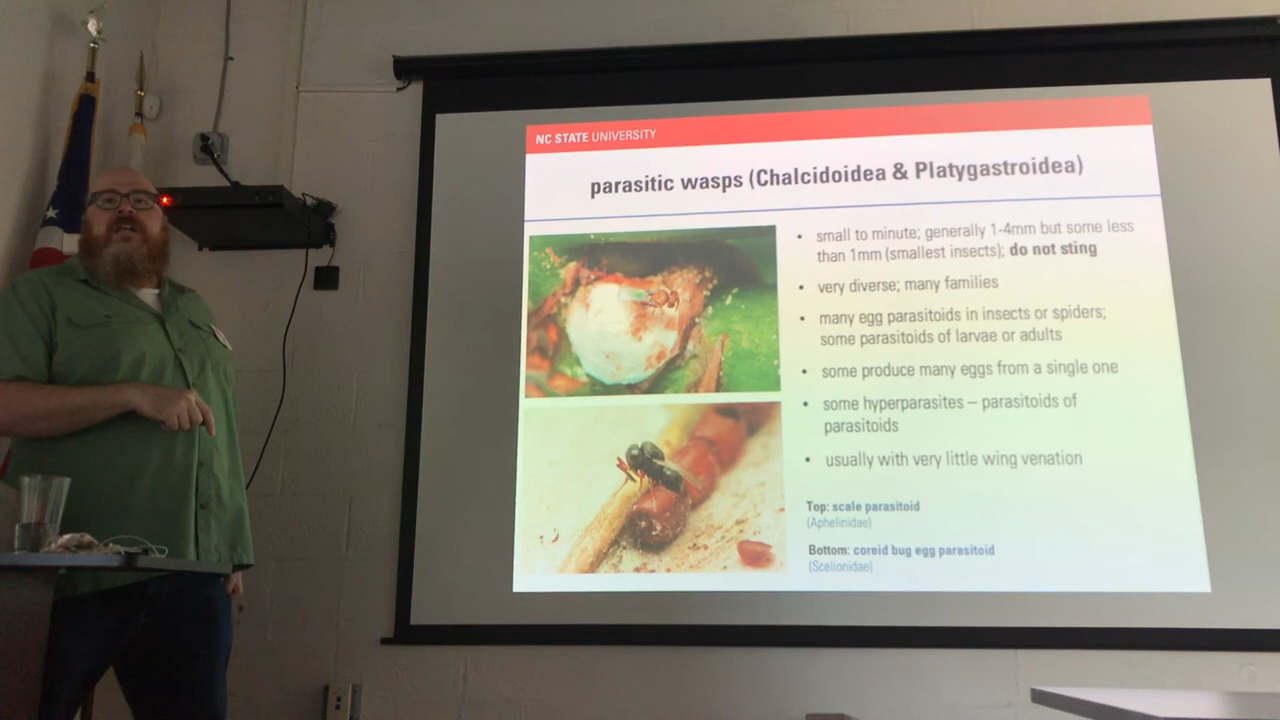 NC STATE UNIVERSITY
parasitic wasps (Chalcidoidea & Platygastroidea)
• small to minute; generally 1-4mm but some less
than 1mm (smallest insects); do not sting
• very diverse; many families
• many egg parasitoids in insects or spiders;
some parasitoids of larvae or adults
• some produce many eggs from a single one
• some hyperparasites – parasitoids of
parasitoids
• usually with very little wing venation
Top: scale parasitoid
(Aphelinidae)
Bottom: coreid bug egg parasitoid
(Scelionidae)